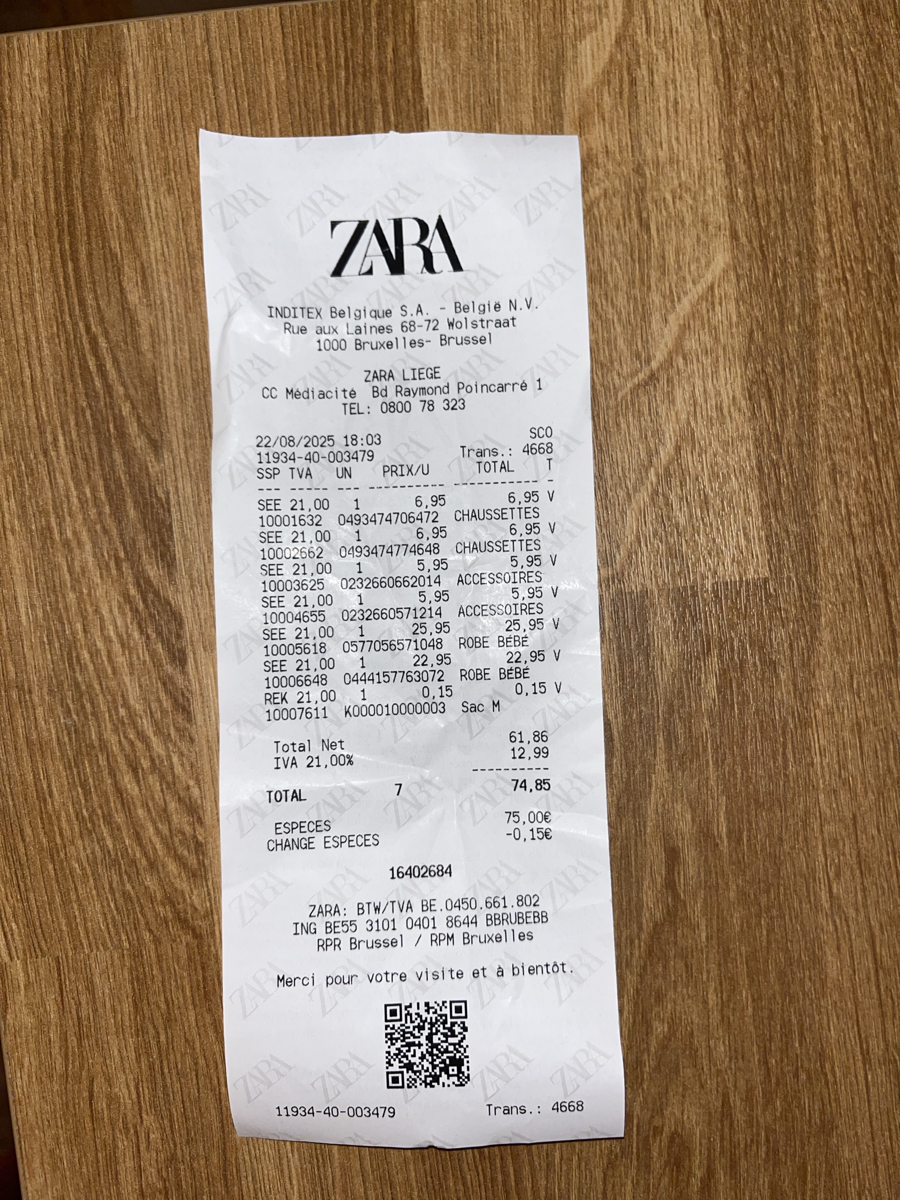 ZARA
INDITEX Belgique S.A. - België N.V.
Rue aux Laines 68-72 Wolstraat
1000 Bruxelles- Brussel
ZARA LIEGE
CC Médiacité Bd Raymond Poincarré 1
TEL: 0800 78 323
22/08/2025 18:03 SCO
11934-40-003479 Trans.: 4668
SSP TVA UN PRIX/U TOTAL T
--- ----- --- ---------- ----------- -
SEE 21,00 1 6,95 6,95 V
10001632 0493474706472 CHAUSSETTES
SEE 21,00 1 6,95 6,95 V
10002662 0493474774648 CHAUSSETTES
SEE 21,00 1 5,95 5,95 V
10003625 0232660662014 ACCESSOIRES
SEE 21,00 1 5,95 5,95 V
10004655 0232660571214 ACCESSOIRES
SEE 21,00 1 25,95 25,95 V
10005618 0577056571048 ROBE BÉBÉ
SEE 21,00 1 22,95 22,95 V
10006648 0444157763072 ROBE BÉBÉ
REK 21,00 1 0,15 0,15 V
10007611 K000010000003 Sac M
Total Net 61,86
IVA 21,00% 12,99
----------
TOTAL 7 74,85
ESPECES 75,00€
CHANGE ESPECES -0,15€
16402684
ZARA: BTW/TVA BE.0450.661.802
ING BE55 3101 0401 8644 BBRUBEBB
RPR Brussel / RPM Bruxelles
Merci pour votre visite et à bientôt.
11934-40-003479 Trans.: 4668